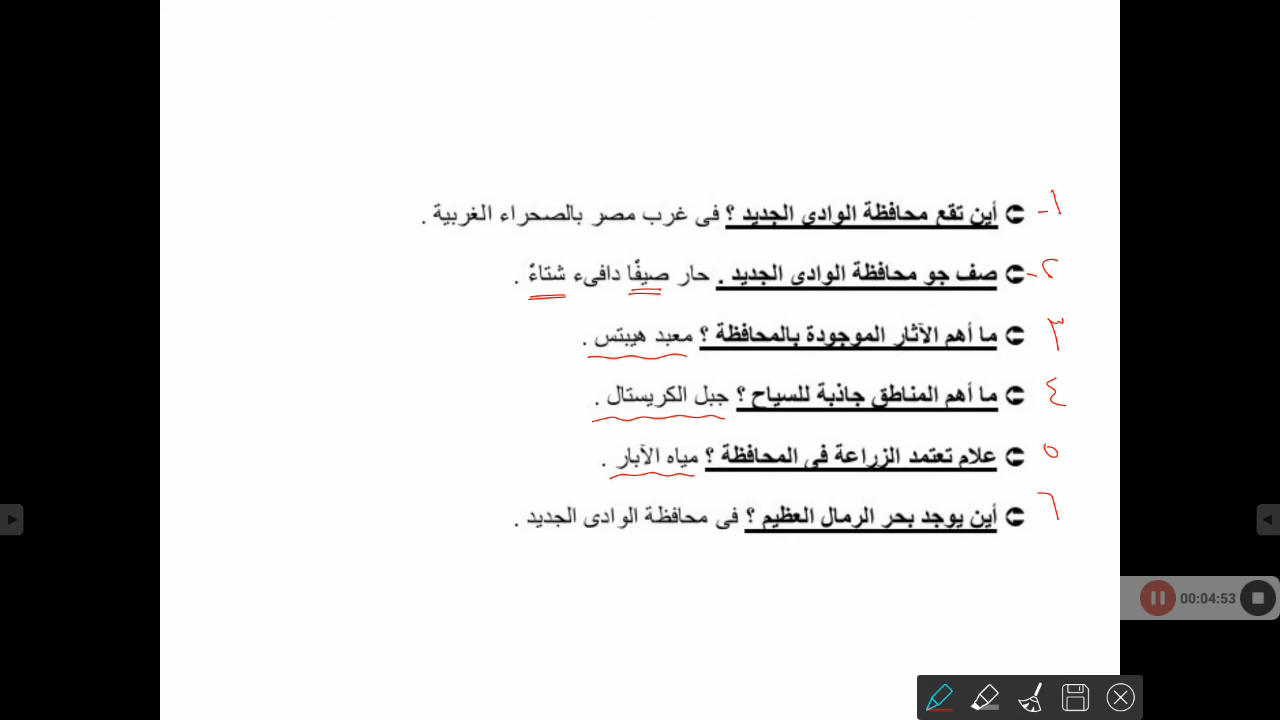 ١- أين تقع محافظة الوادى الجديد ؟ فى غرب مصر بالصحراء الغربية .
٢- صف جو محافظة الوادى الجديد . حار صيفًا دافىء شتاءً .
٣ ما أهم الآثار الموجودة بالمحافظة ؟ معبد هيبتس .
٤ ما أهم المناطق جاذبة للسياح ؟ جبل الكريستال .
٥ علام تعتمد الزراعة فى المحافظة ؟ مياه الآبار .
٦ أين يوجد بحر الرمال العظيم ؟ فى محافظة الوادى الجديد .
00:04:53